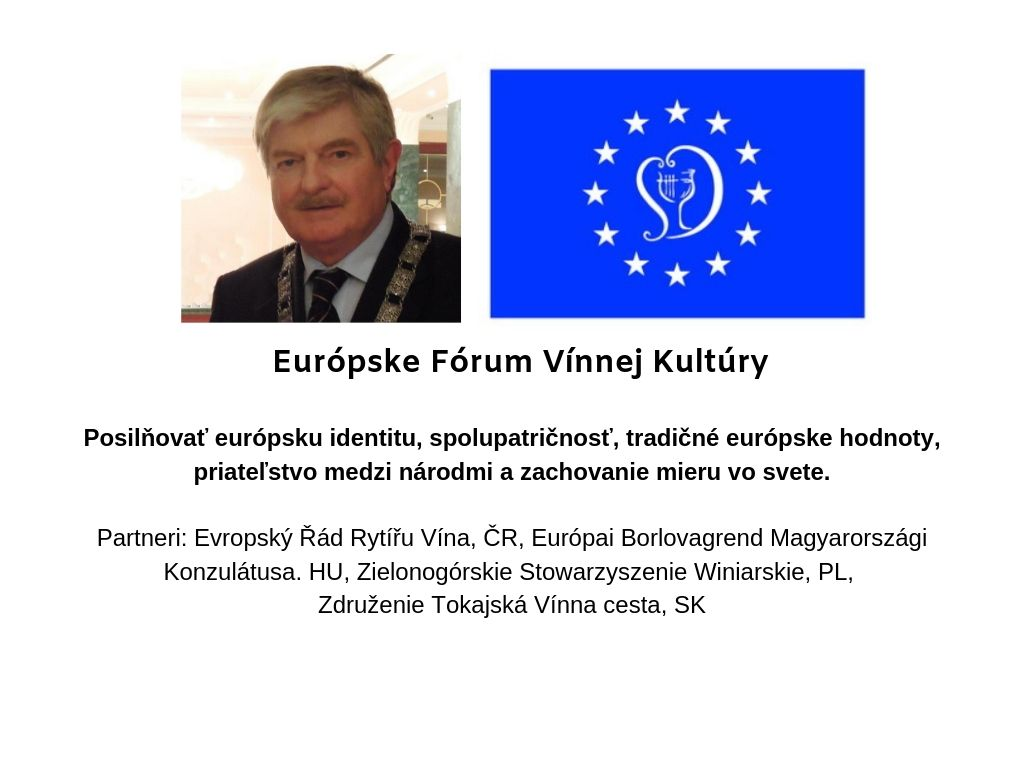 Európske Fórum Vínnej Kultúry
Posilňovať európsku identitu, spolupatričnosť, tradičné európske hodnoty,
priateľstvo medzi národmi a zachovanie mieru vo svete.
Partneri: Evropský Řád Rytířu Vína, ČR, Európai Borlovagrend Magyarországi
Konzulátusa. HU, Zielonogórskie Stowarzyszenie Winiarskie, PL,
Združenie Tokajská Vínna cesta, SK